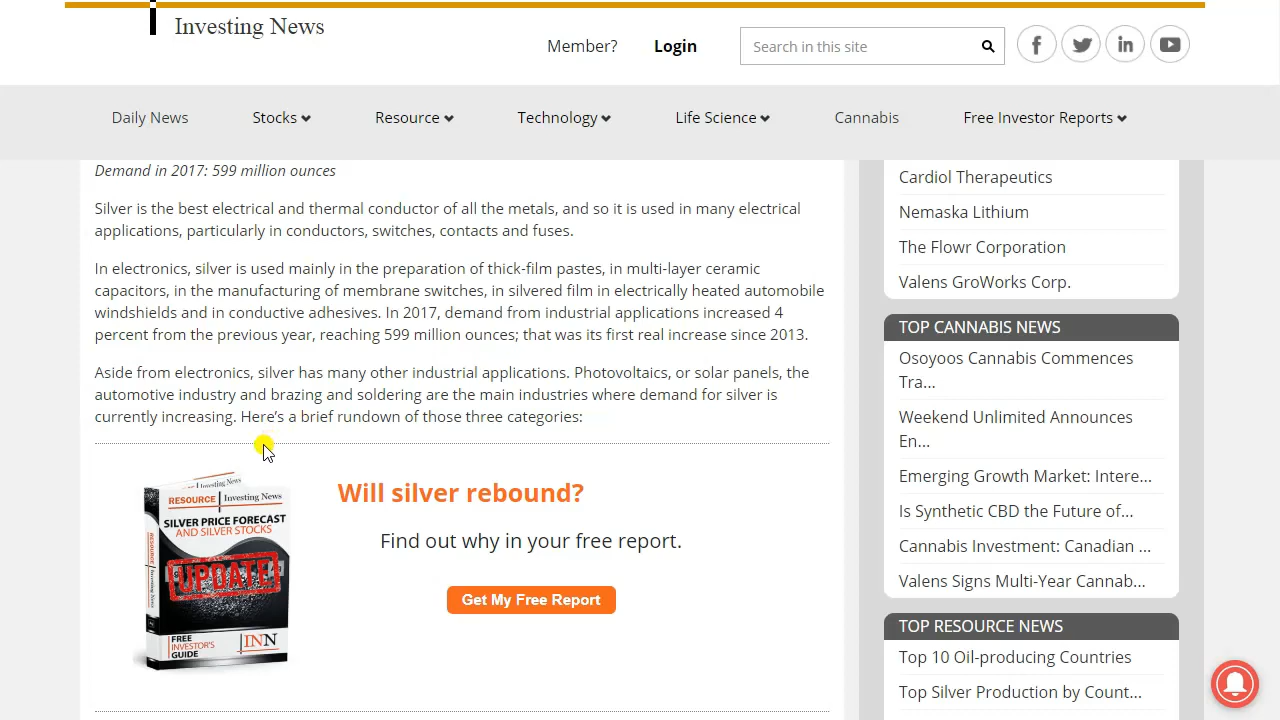 Investing News
Member?
Login
Search in this site
Daily News
Stocks
Resource
Technology
Life Science
Cannabis
Free Investor Reports
Demand in 2017: 599 million ounces
Silver is the best electrical and thermal conductor of all the metals, and so it is used in many electrical
applications, particularly in conductors, switches, contacts and fuses.
In electronics, silver is used mainly in the preparation of thick-film pastes, in multi-layer ceramic
capacitors, in the manufacturing of membrane switches, in silvered film in electrically heated automobile
windshields and in conductive adhesives. In 2017, demand from industrial applications increased 4
percent from the previous year, reaching 599 million ounces; that was its first real increase since 2013.
Aside from electronics, silver has many other industrial applications. Photovoltaics, or solar panels, the
automotive industry and brazing and soldering are the main industries where demand for silver is
currently increasing. Here's a brief rundown of those three categories:
Investing News
RESOURCE Investing News
SILVER PRICE FORECAST
AND SILVER STOCKS
UPDATE
FREE
INVESTOR'S
GUIDE
INN
RESOURCE
Investing News
Will silver rebound?
Find out why in your free report.
Get My Free Report
Cardiol Therapeutics
Nemaska Lithium
The Flowr Corporation
Valens GroWorks Corp.
TOP CANNABIS NEWS
Osoyoos Cannabis Commences
Tra...
Weekend Unlimited Announces
En...
Emerging Growth Market: Intere...
Is Synthetic CBD the Future of...
Cannabis Investment: Canadian ...
Valens Signs Multi-Year Cannab...
TOP RESOURCE NEWS
Top 10 Oil-producing Countries
Top Silver Production by Count...